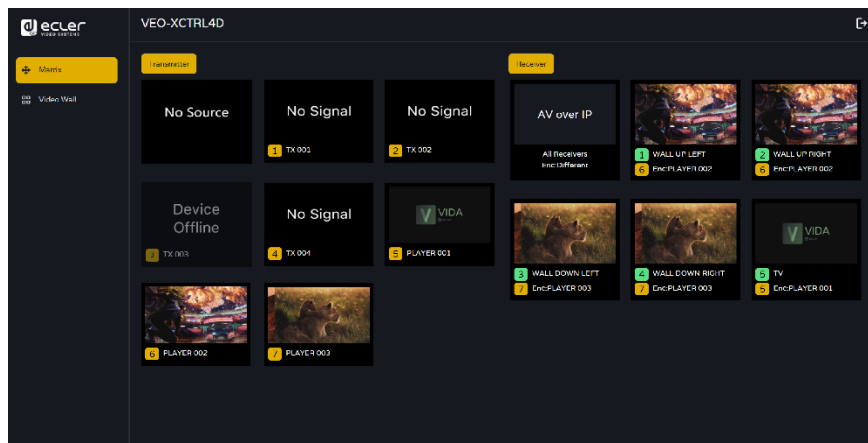 ecler
VIDEO SYSTEMS
VEO-XCTRL4D
Matrix
Video Wall
Transmitter
No Source
No Signal
1 TX 001
No Signal
2 TX 002
Device
Offline
3 TX 003
No Signal
4 TX 004
VIDA
5 PLAYER 001
6 PLAYER 002
7 PLAYER 003
Receiver
AV over IP
All Receivers
Enc:Different
1 WALL UP LEFT
6 Enc:PLAYER 002
2 WALL UP RIGHT
6 Enc:PLAYER 002
3 WALL DOWN LEFT
7 Enc:PLAYER 003
4 WALL DOWN RIGHT
7 Enc:PLAYER 003
VIDA
5 TV
5 Enc:PLAYER 001